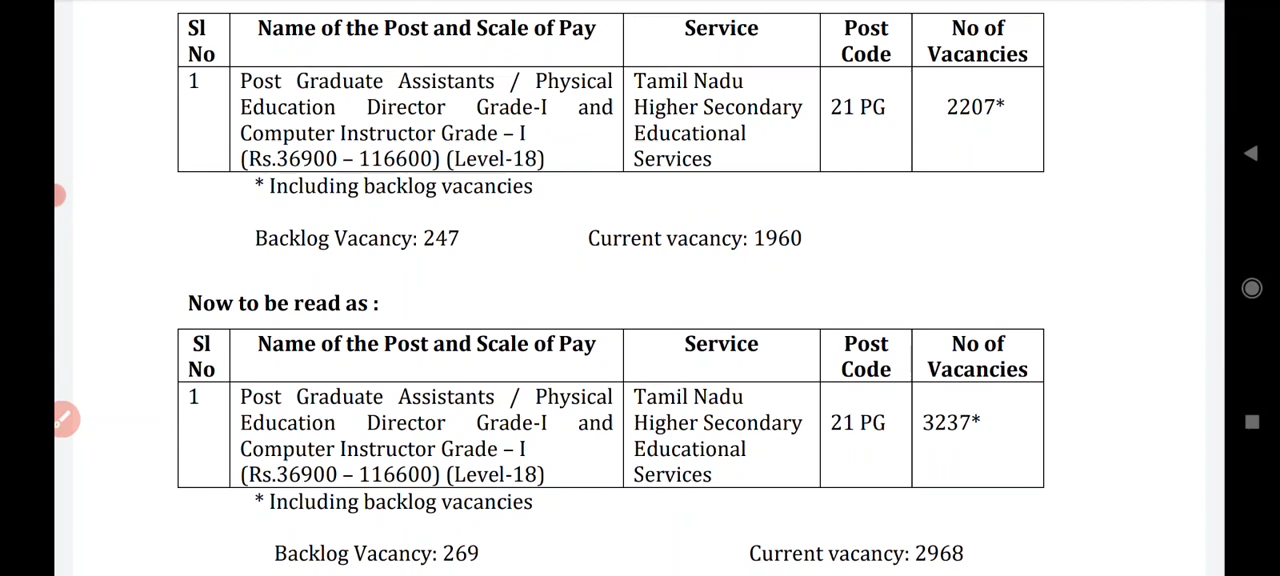 Sl No | Name of the Post and Scale of Pay | Service | Post Code | No of Vacancies
1 | Post Graduate Assistants / Physical Education Director Grade-I and Computer Instructor Grade – I (Rs.36900 – 116600) (Level-18) | Tamil Nadu Higher Secondary Educational Services | 21 PG | 2207*
* Including backlog vacancies
Backlog Vacancy: 247 Current vacancy: 1960
Now to be read as :
Sl No | Name of the Post and Scale of Pay | Service | Post Code | No of Vacancies
1 | Post Graduate Assistants / Physical Education Director Grade-I and Computer Instructor Grade – I (Rs.36900 – 116600) (Level-18) | Tamil Nadu Higher Secondary Educational Services | 21 PG | 3237*
* Including backlog vacancies
Backlog Vacancy: 269 Current vacancy: 2968